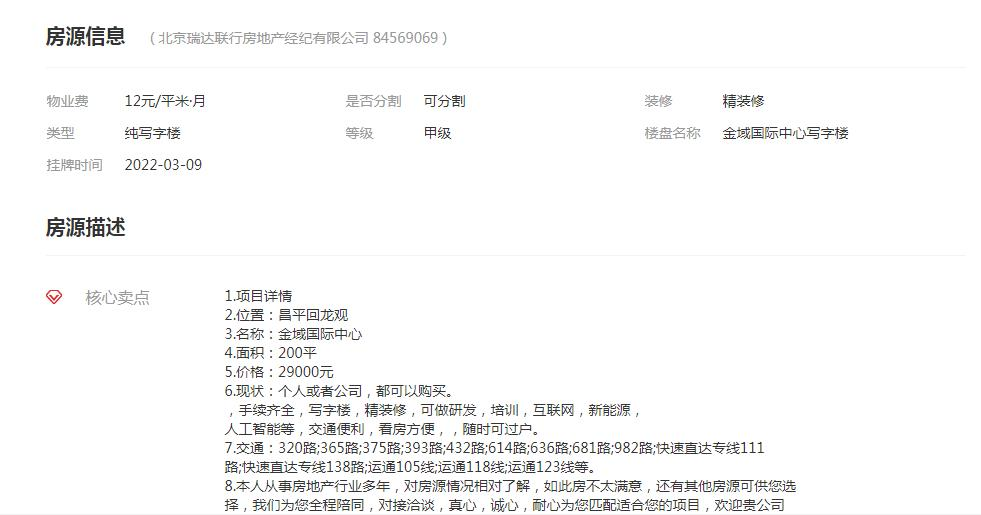 房源信息 (北京瑞达联行房地产经纪有限公司 84569069)
物业费 12元/平米·月 是否分割 可分割 装修 精装修
类型 纯写字楼 等级 甲级 楼盘名称 金域国际中心写字楼
挂牌时间 2022-03-09
房源描述
核心卖点 1.项目详情
2.位置：昌平回龙观
3.名称：金域国际中心
4.面积：200平
5.价格：29000元
6.现状：个人或者公司，都可以购买。
，手续齐全，写字楼，精装修，可做研发，培训，互联网，新能源，
人工智能等，交通便利，看房方便，，随时可过户。
7.交通：320路;365路;375路;393路;432路;614路;636路;681路;982路;快速直达专线111
路;快速直达专线138路;运通105线;运通118线;运通123线等。
8.本人从事房地产行业多年，对房源情况相对了解，如此房不太满意，还有其他房源可供您选
择，我们为您全程陪同，对接洽谈，真心，诚心，耐心为您匹配适合您的项目，欢迎贵公司